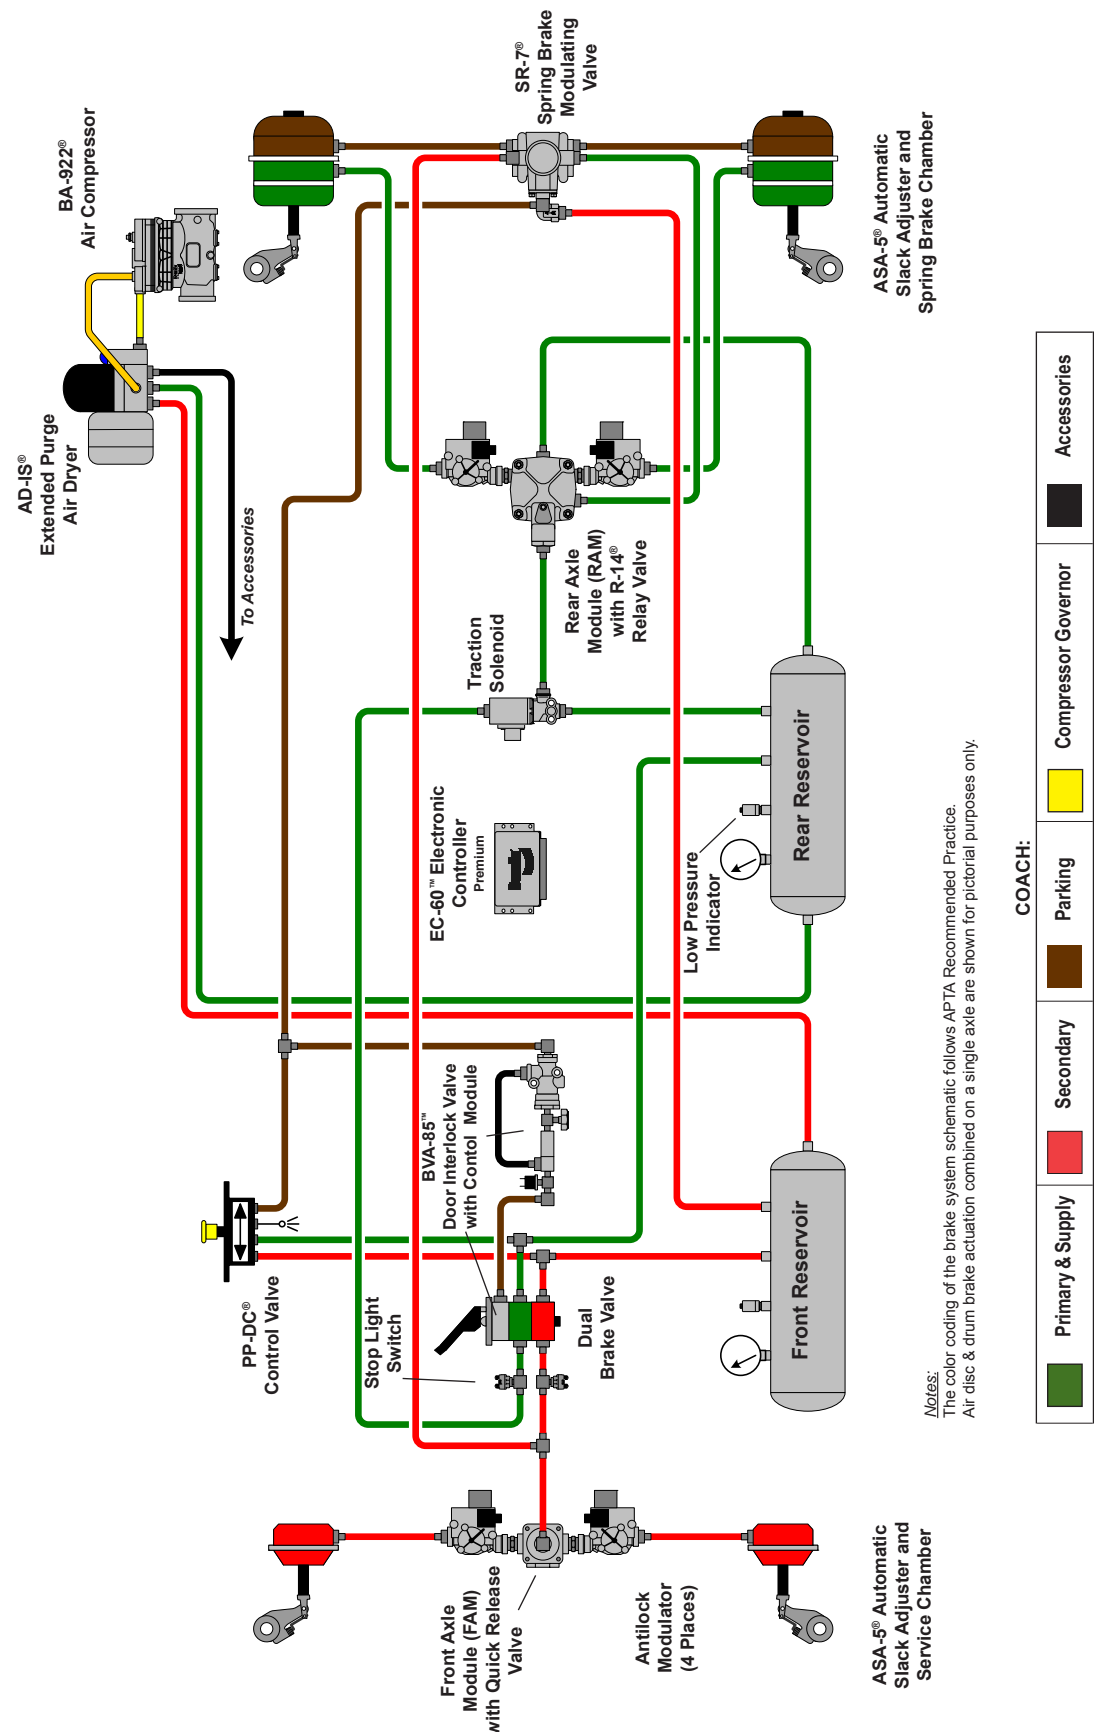 SR-7®
Spring Brake
Modulating
Valve
BA-922®
Air Compressor
ASA-5® Automatic
Slack Adjuster and
Spring Brake Chamber
AD-IS®
Extended Purge
Air Dryer
To Accessories
Rear Axle
Module (RAM)
with R-14®
Relay Valve
Traction
Solenoid
EC-60™ Electronic
Controller
Premium
Low Pressure
Indicator
Rear Reservoir
BVA-85™
Door Interlock Valve
with Contol Module
PP-DC®
Control Valve
Stop Light
Switch
Dual
Brake Valve
Front Reservoir
Front Axle
Module (FAM)
with Quick Release
Valve
Antilock
Modulator
(4 Places)
ASA-5® Automatic
Slack Adjuster and
Service Chamber
Notes:
The color coding of the brake system schematic follows APTA Recommended Practice.
Air disc & drum brake actuation combined on a single axle are shown for pictorial purposes only.
COACH:
Primary & Supply
Secondary
Parking
Compressor Governor
Accessories